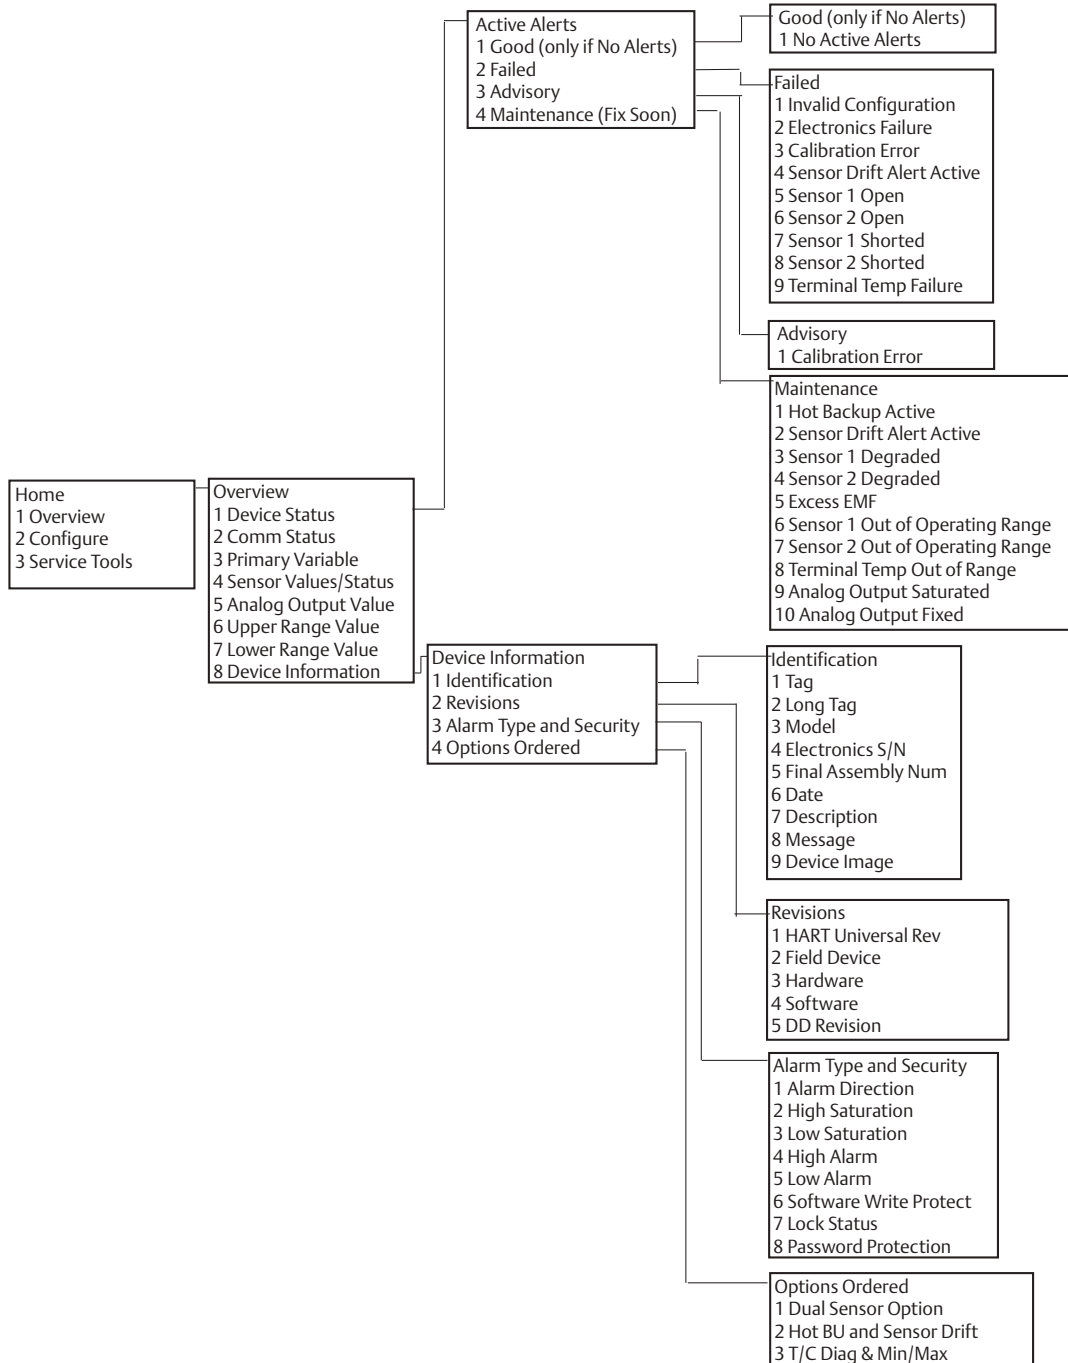 Active Alerts
1 Good (only if No Alerts)
2 Failed
3 Advisory
4 Maintenance (Fix Soon)
Good (only if No Alerts)
1 No Active Alerts
Failed
1 Invalid Configuration
2 Electronics Failure
3 Calibration Error
4 Sensor Drift Alert Active
5 Sensor 1 Open
6 Sensor 2 Open
7 Sensor 1 Shorted
8 Sensor 2 Shorted
9 Terminal Temp Failure
Advisory
1 Calibration Error
Maintenance
1 Hot Backup Active
2 Sensor Drift Alert Active
3 Sensor 1 Degraded
4 Sensor 2 Degraded
5 Excess EMF
6 Sensor 1 Out of Operating Range
7 Sensor 2 Out of Operating Range
8 Terminal Temp Out of Range
9 Analog Output Saturated
10 Analog Output Fixed
Home
1 Overview
2 Configure
3 Service Tools
Overview
1 Device Status
2 Comm Status
3 Primary Variable
4 Sensor Values/Status
5 Analog Output Value
6 Upper Range Value
7 Lower Range Value
8 Device Information
Device Information
1 Identification
2 Revisions
3 Alarm Type and Security
4 Options Ordered
Identification
1 Tag
2 Long Tag
3 Model
4 Electronics S/N
5 Final Assembly Num
6 Date
7 Description
8 Message
9 Device Image
Revisions
1 HART Universal Rev
2 Field Device
3 Hardware
4 Software
5 DD Revision
Alarm Type and Security
1 Alarm Direction
2 High Saturation
3 Low Saturation
4 High Alarm
5 Low Alarm
6 Software Write Protect
7 Lock Status
8 Password Protection
Options Ordered
1 Dual Sensor Option
2 Hot BU and Sensor Drift
3 T/C Diag & Min/Max